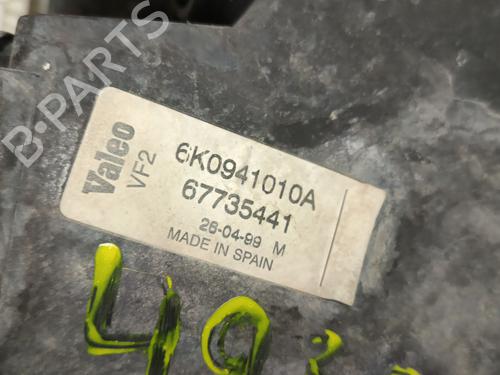 B-PARTS
Valeo
VF2
6K0941010A
67735441
26-04-99 M
MADE IN SPAIN